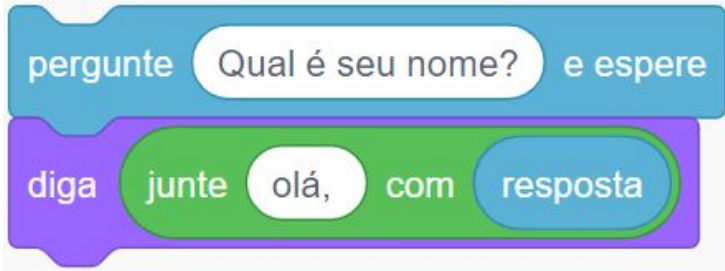 pergunte Qual é seu nome? e espere
diga junte olá, com resposta